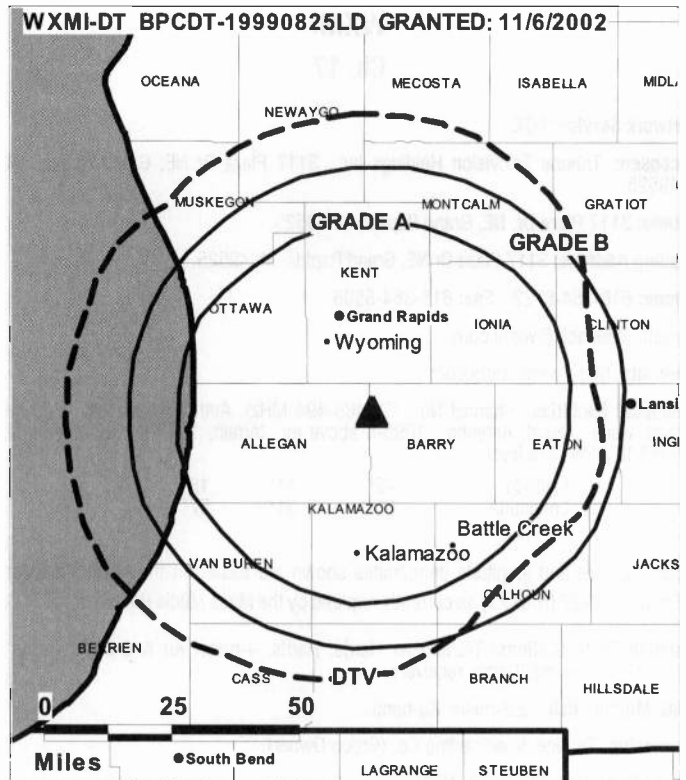 WXMI-DT BPCDT-19990825LD GRANTED: 11/6/2002
OCEANA
MECOSTA
ISABELLA
MIDL
NEWAYGO
MUSKEGON
MONTCALM
GRATIOT
GRADE A
GRADE B
KENT
OTTAWA
Grand Rapids
IONIA
CLINTON
Wyoming
Lansi
ALLEGAN
BARRY
EATON
INGI
KALAMAZOO
Battle Creek
Kalamazoo
VAN BUREN
JACKS
CALHOUN
BERRIEN
CASS
DTV
BRANCH
HILLSDALE
0 25 50
Miles
South Bend
LAGRANGE
STEUBEN